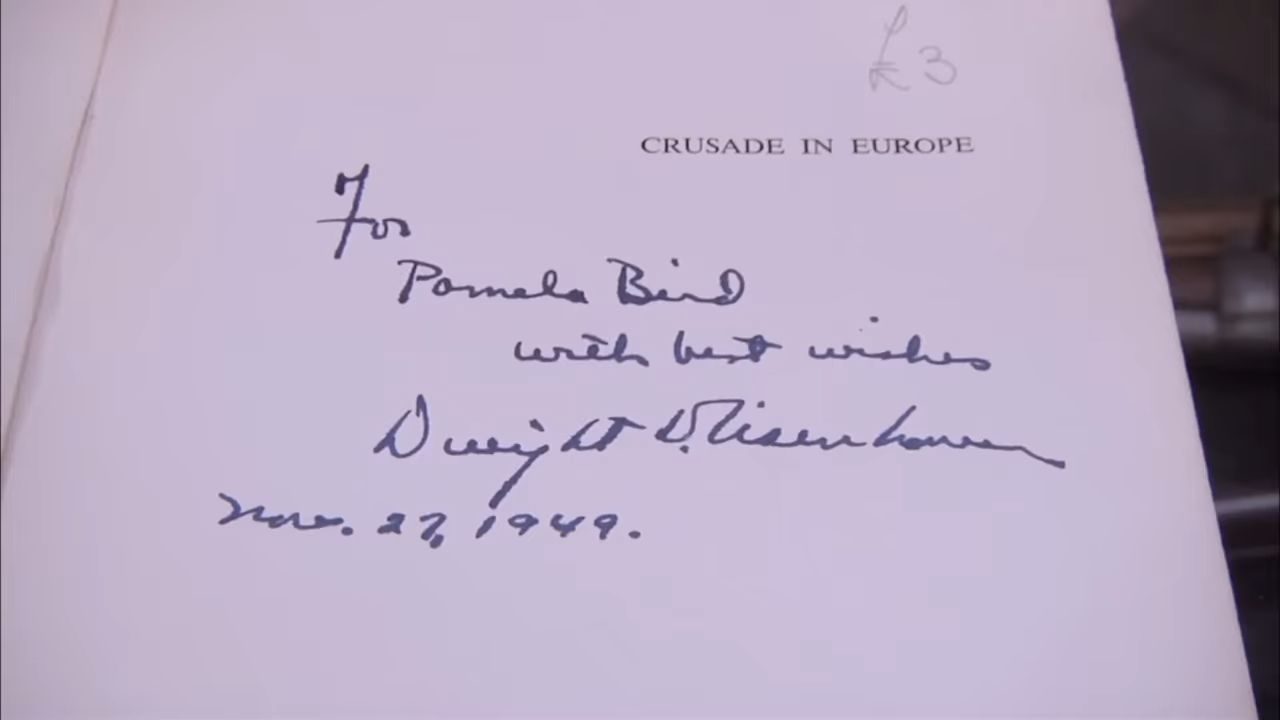 £3
CRUSADE IN EUROPE
For
Pamela Bird
with best wishes
Dwight D. Eisenhower
Nov. 27, 1949.